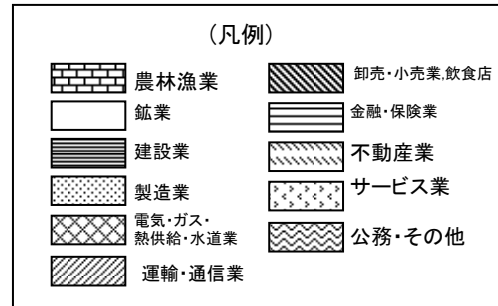 (凡例)
農林漁業
鉱業
建設業
製造業
電気・ガス・
熱供給・水道業
運輸・通信業
卸売・小売業,飲食店
金融・保険業
不動産業
サービス業
公務・その他